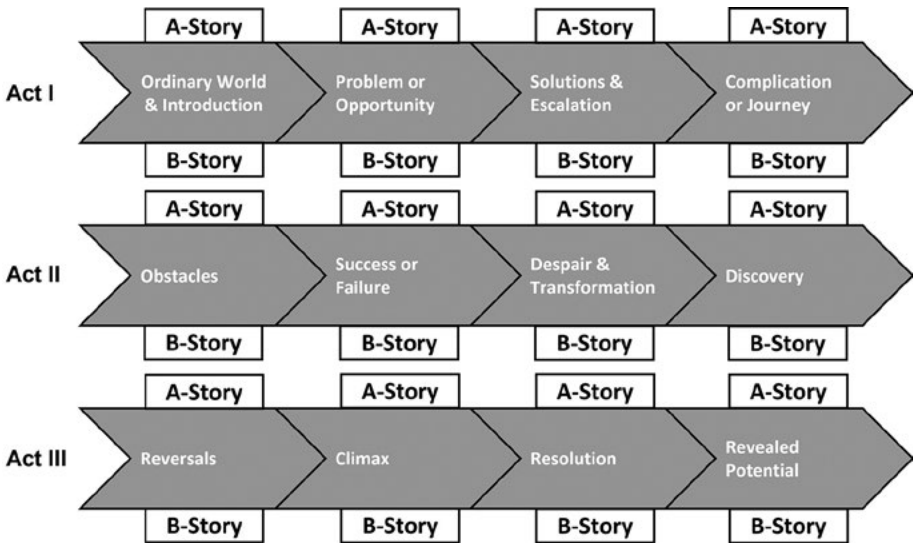 A-Story A-Story A-Story A-Story
Act I
Ordinary World
& Introduction
Problem or
Opportunity
Solutions &
Escalation
Complication
or Journey
B-Story B-Story B-Story B-Story
A-Story A-Story A-Story A-Story
Act II
Obstacles
Success or
Failure
Despair &
Transformation
Discovery
B-Story B-Story B-Story B-Story
A-Story A-Story A-Story A-Story
Act III
Reversals
Climax
Resolution
Revealed
Potential
B-Story B-Story B-Story B-Story